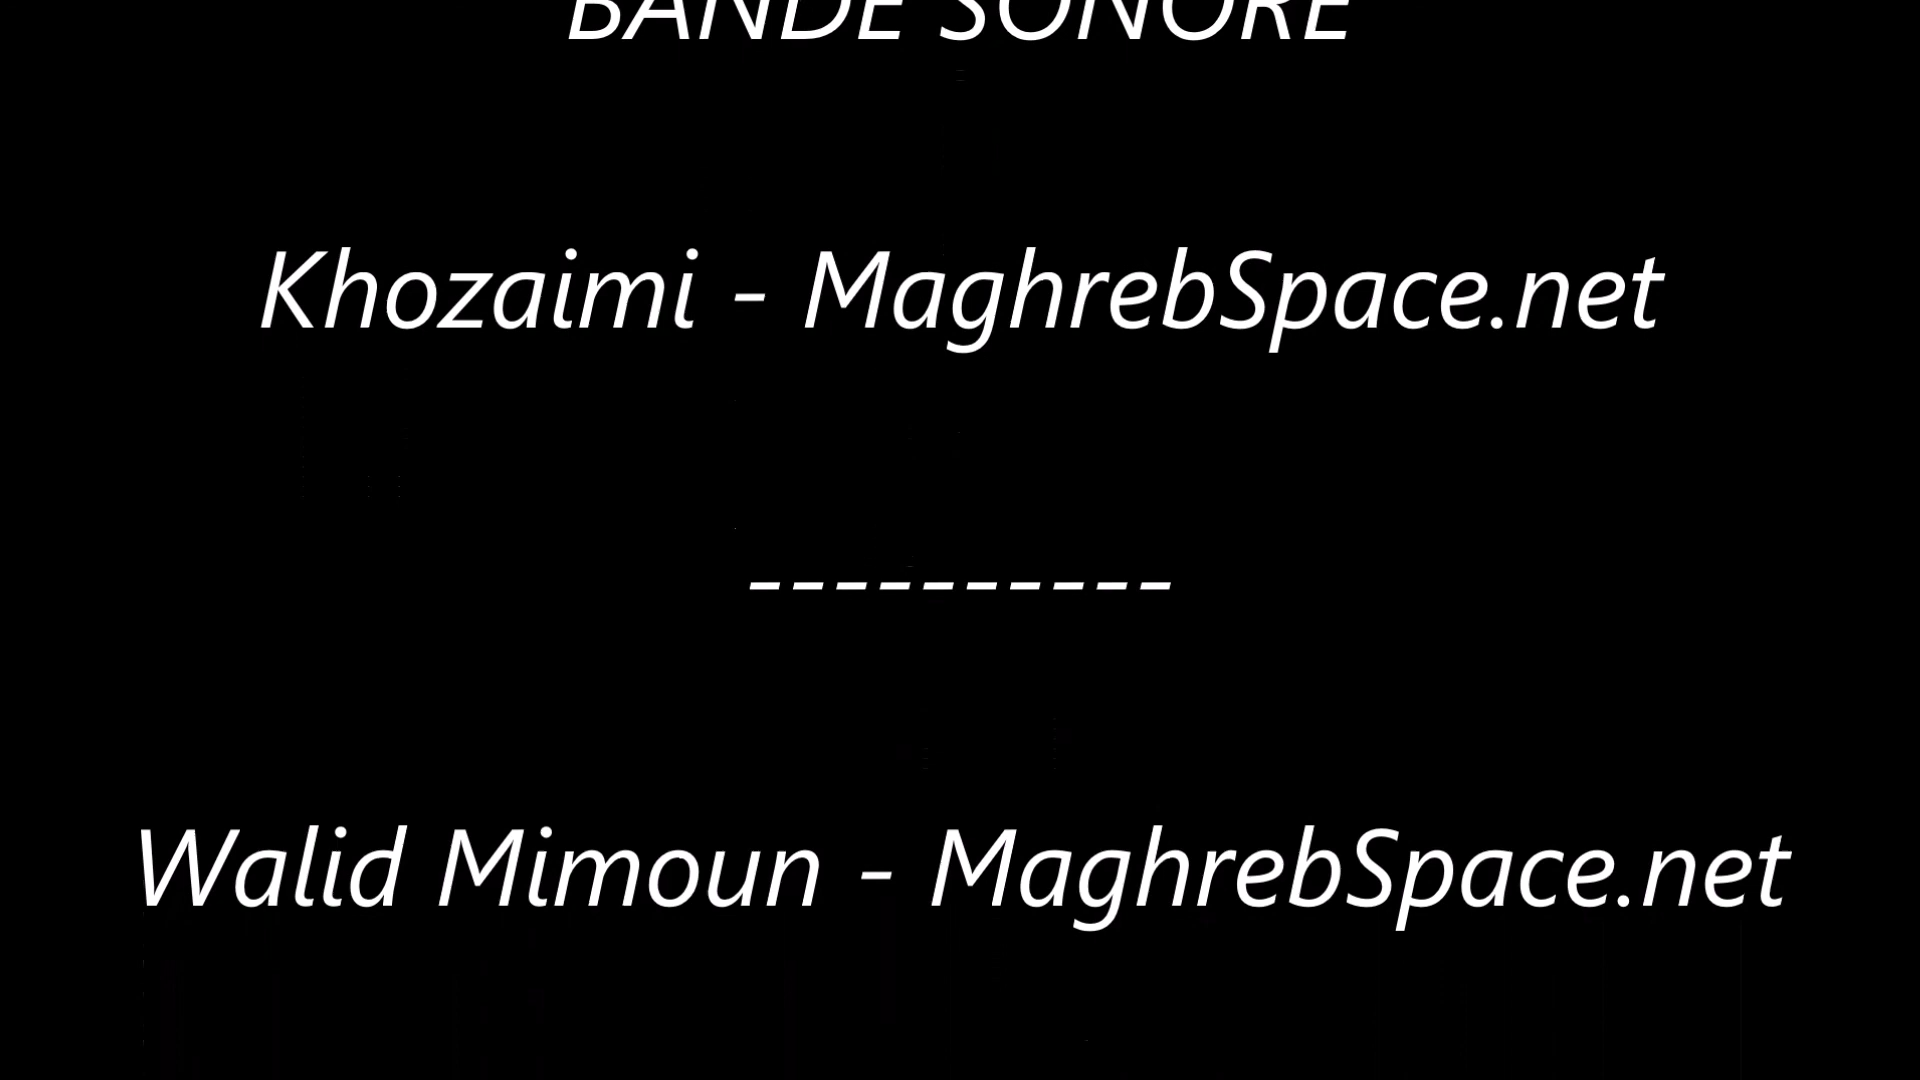 BANDE SONORE
Khozaimi - MaghrebSpace.net
----------
Walid Mimoun - MaghrebSpace.net